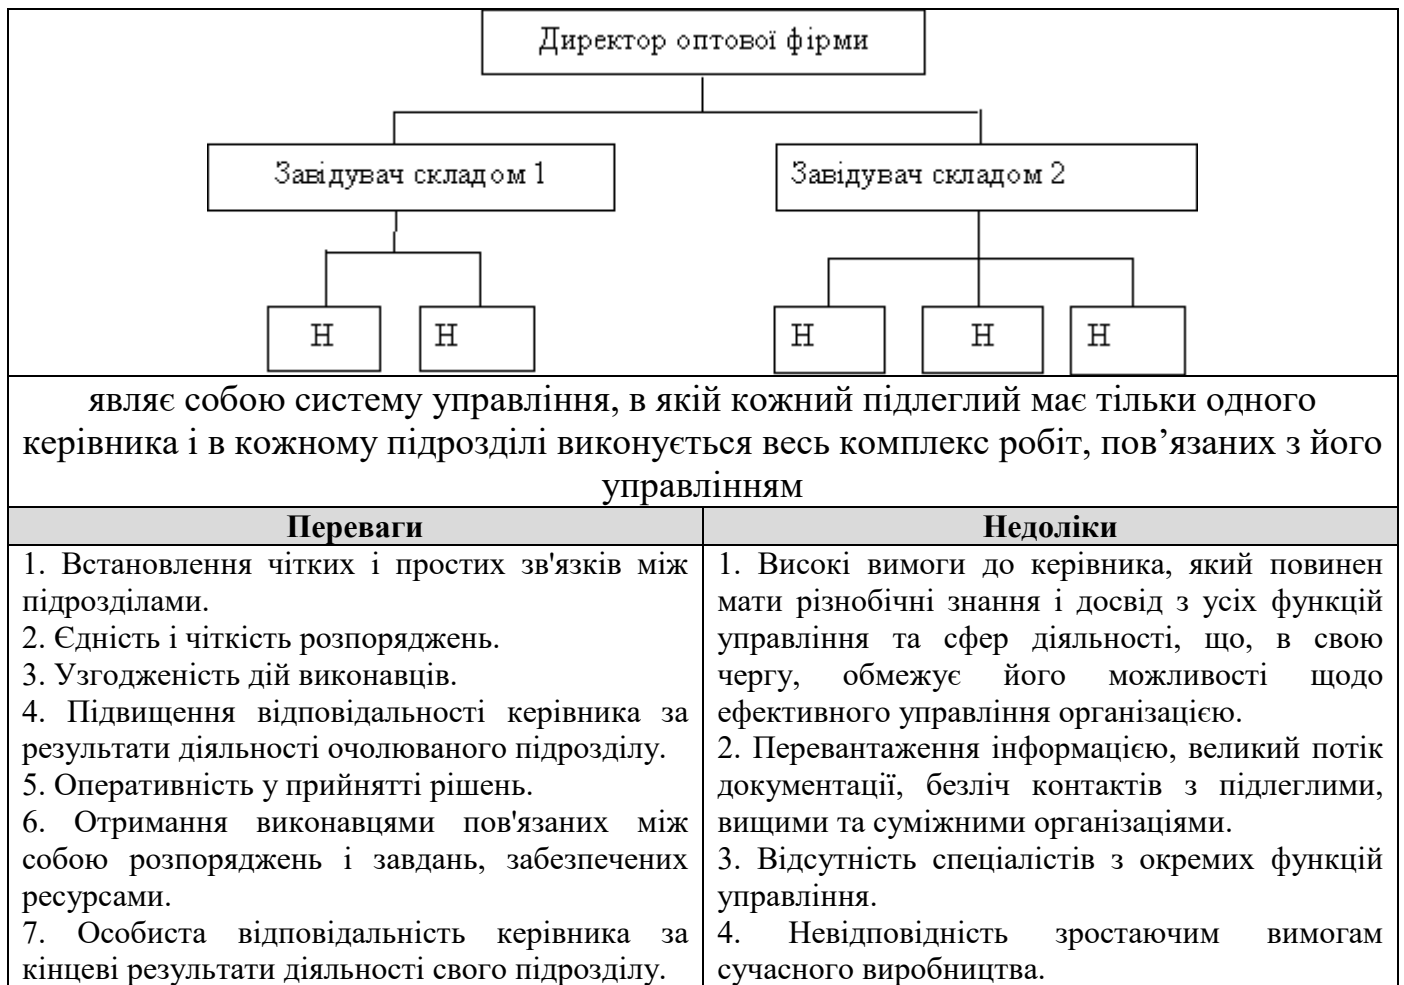 Директор оптової фірми
Завідувач складом 1
Завідувач складом 2
Н
Н
Н
Н
Н
являє собою систему управління, в якій кожний підлеглий має тільки одного
керівника і в кожному підрозділі виконується весь комплекс робіт, пов’язаних з його
управлінням
Переваги
1. Встановлення чітких і простих зв'язків між
підрозділами.
2. Єдність і чіткість розпоряджень.
3. Узгодженість дій виконавців.
4. Підвищення відповідальності керівника за
результати діяльності очолюваного підрозділу.
5. Оперативність у прийнятті рішень.
6. Отримання виконавцями пов'язаних між
собою розпоряджень і завдань, забезпечених
ресурсами.
7. Особиста відповідальність керівника за
кінцеві результати діяльності свого підрозділу.
Недоліки
1. Високі вимоги до керівника, який повинен
мати різнобічні знання і досвід з усіх функцій
управління та сфер діяльності, що, в свою
чергу, обмежує його можливості щодо
ефективного управління організацією.
2. Перевантаження інформацією, великий потік
документації, безліч контактів з підлеглими,
вищими та суміжними організаціями.
3. Відсутність спеціалістів з окремих функцій
управління.
4. Невідповідність зростаючим вимогам
сучасного виробництва.